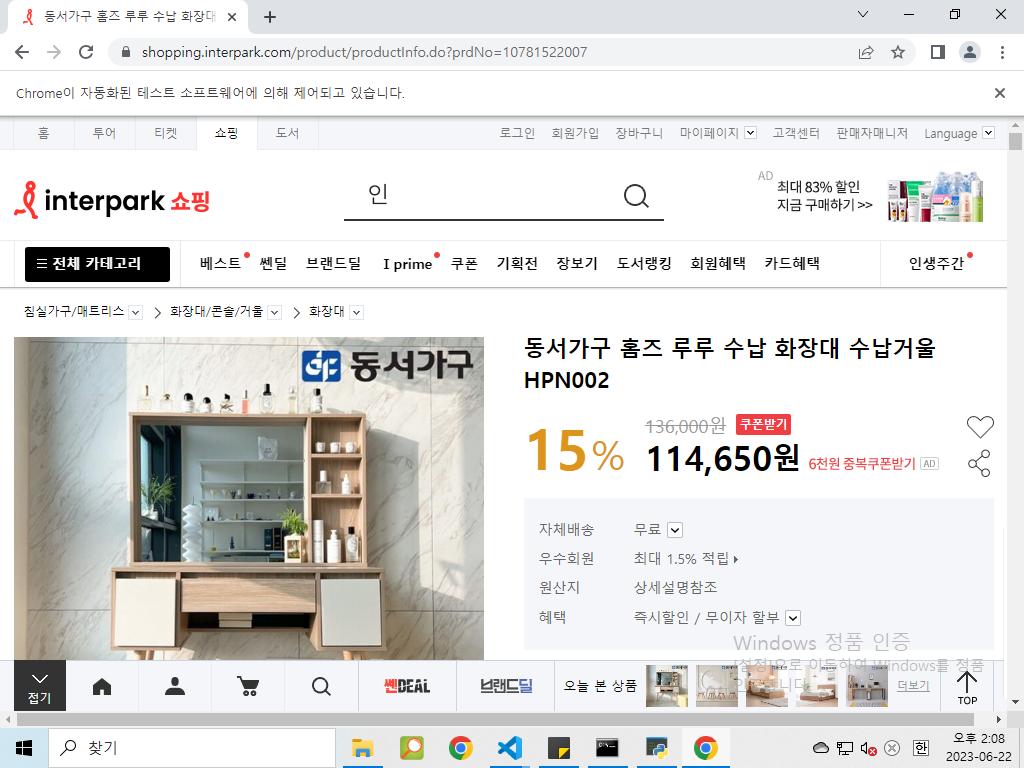 동서가구 홈즈 루루 수납 화장대
shopping.interpark.com/product/productInfo.do?prdNo=10781522007
Chrome이 자동화된 테스트 소프트웨어에 의해 제어되고 있습니다.
홈 투어 티켓 쇼핑 도서 로그인 회원가입 장바구니 마이페이지 고객센터 판매자매니저 Language
interpark 쇼핑 인
AD 최대 83% 할인
지금 구매하기 >>
전체 카테고리 베스트 쎈딜 브랜드딜 I prime 쿠폰 기획전 장보기 도서랭킹 회원혜택 카드혜택 인생주간
침실가구/매트리스 화장대/콘솔/거울 화장대
동서가구
동서가구 홈즈 루루 수납 화장대 수납거울
HPN002
15% 136,000원 쿠폰받기
114,650원 6천원 중복쿠폰받기 AD
자체배송 무료
우수회원 최대 1.5% 적립
원산지 상세설명참조
혜택 즉시할인 / 무이자 할부
Windows 정품 인증
[설정]으로 이동하여 Windows를 정품
접기 쎈DEAL 브랜드딜 오늘 본 상품 더보기 TOP
찾기 한 오후 2:08
2023-06-22